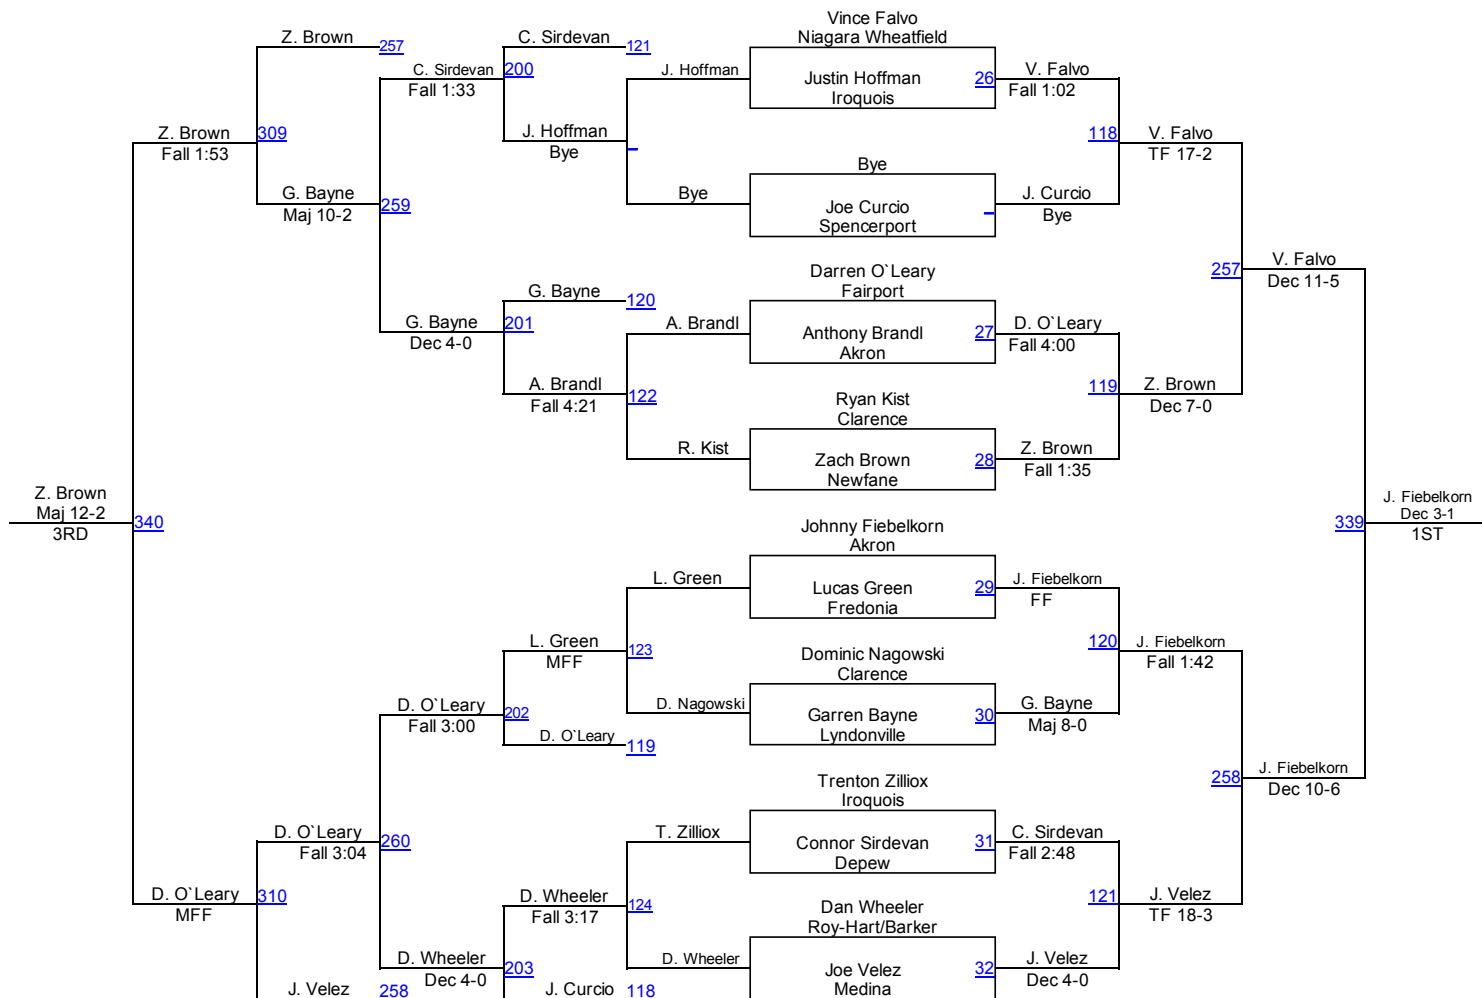 Vince Falvo
Z. Brown 257 C. Sirdevan 121 Niagara Wheatfield
C. Sirdevan 200 J. Hoffman Justin Hoffman 26 V. Falvo
Fall 1:33 Iroquois Fall 1:02
Z. Brown 309 J. Hoffman 118 V. Falvo
Fall 1:53 Bye – TF 17-2
Bye
G. Bayne 259 Bye Joe Curcio – J. Curcio
Maj 10-2 Spencerport Bye
257 V. Falvo
Darren O`Leary Dec 11-5
G. Bayne 120 Fairport
G. Bayne 201 A. Brandl Anthony Brandl 27 D. O`Leary
Dec 4-0 Akron Fall 4:00
A. Brandl 122 119 Z. Brown
Fall 4:21 Ryan Kist Dec 7-0
Clarence
R. Kist Zach Brown 28 Z. Brown
Newfane Fall 1:35
Z. Brown J. Fiebelkorn
Maj 12-2 340 339 Dec 3-1
3RD Johnny Fiebelkorn 1ST
Akron
L. Green Lucas Green 29 J. Fiebelkorn
Fredonia FF
L. Green 123 120 J. Fiebelkorn
MFF Dominic Nagowski Fall 1:42
Clarence
D. O`Leary 202 D. Nagowski Garren Bayne 30 G. Bayne
Fall 3:00 Lyndonville Maj 8-0
D. O`Leary 119
258 J. Fiebelkorn
Trenton Zilliox Dec 10-6
Iroquois
D. O`Leary 260 T. Zilliox Connor Sirdevan 31 C. Sirdevan
Fall 3:04 Depew Fall 2:48
D. O`Leary 310 D. Wheeler 124 121 J. Velez
MFF Fall 3:17 Dan Wheeler TF 18-3
Roy-Hart/Barker
D. Wheeler 203 D. Wheeler Joe Velez 32 J. Velez
Dec 4-0 Medina Dec 4-0
J. Velez 258 J. Curcio 118